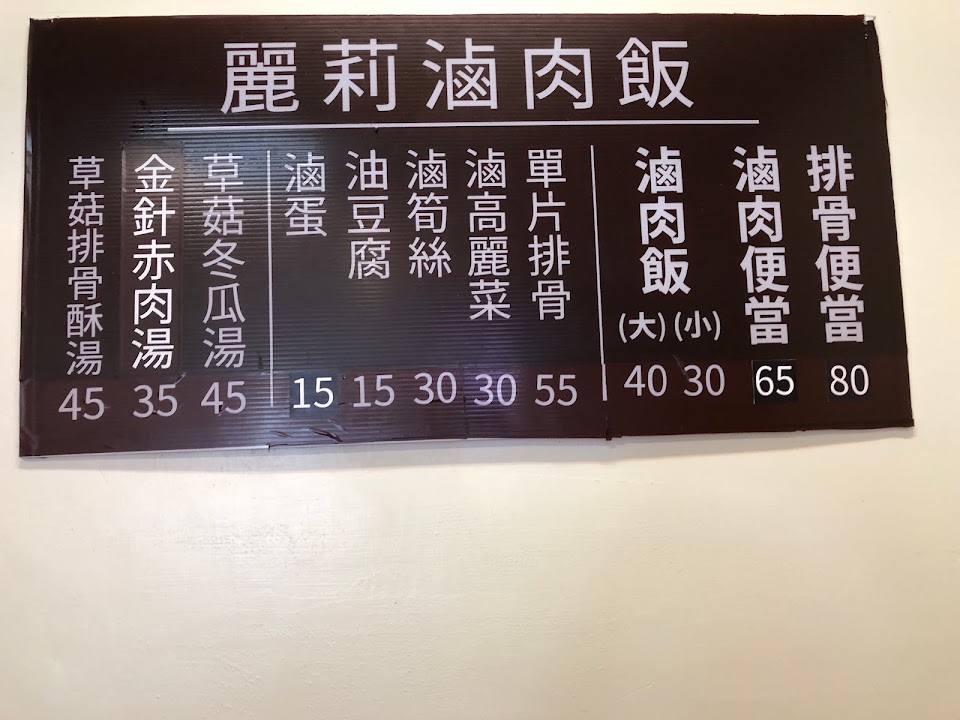 麗莉滷肉飯
排骨便當
80
滷肉便當
65
滷肉飯
(大) (小)
40 30
單片排骨
55
滷高麗菜
30
滷筍絲
30
油豆腐
15
滷蛋
15
草菇冬瓜湯
45
金針赤肉湯
35
草菇排骨酥湯
45